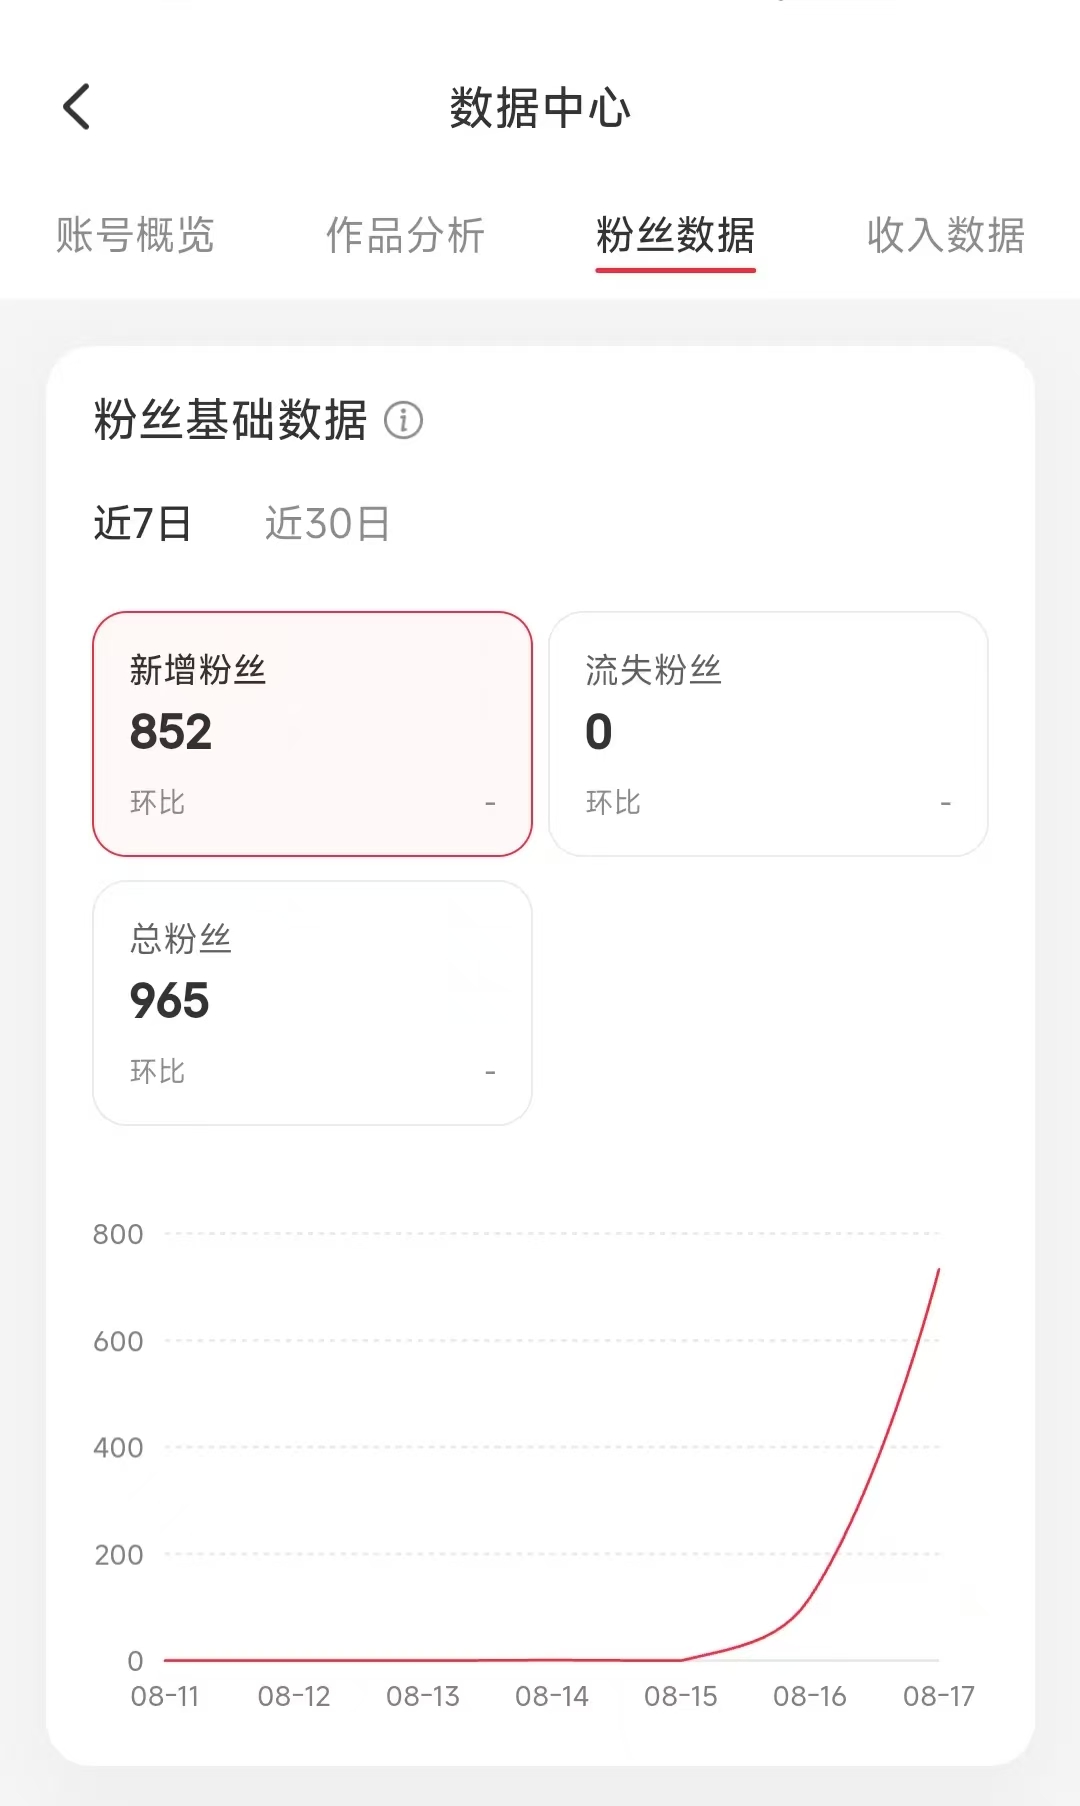 数据中心
账号概览 作品分析 粉丝数据 收入数据
粉丝基础数据
近7日 近30日
新增粉丝 流失粉丝
852 0
环比 - 环比 -
总粉丝
965
环比 -
800
600
400
200
0
08-11 08-12 08-13 08-14 08-15 08-16 08-17